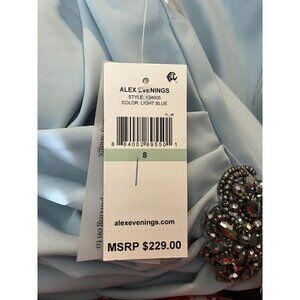 ALEX EVENINGS
STYLE: 134005
COLOR: LIGHT BLUE
8
alexevenings.com
MSRP $229.00